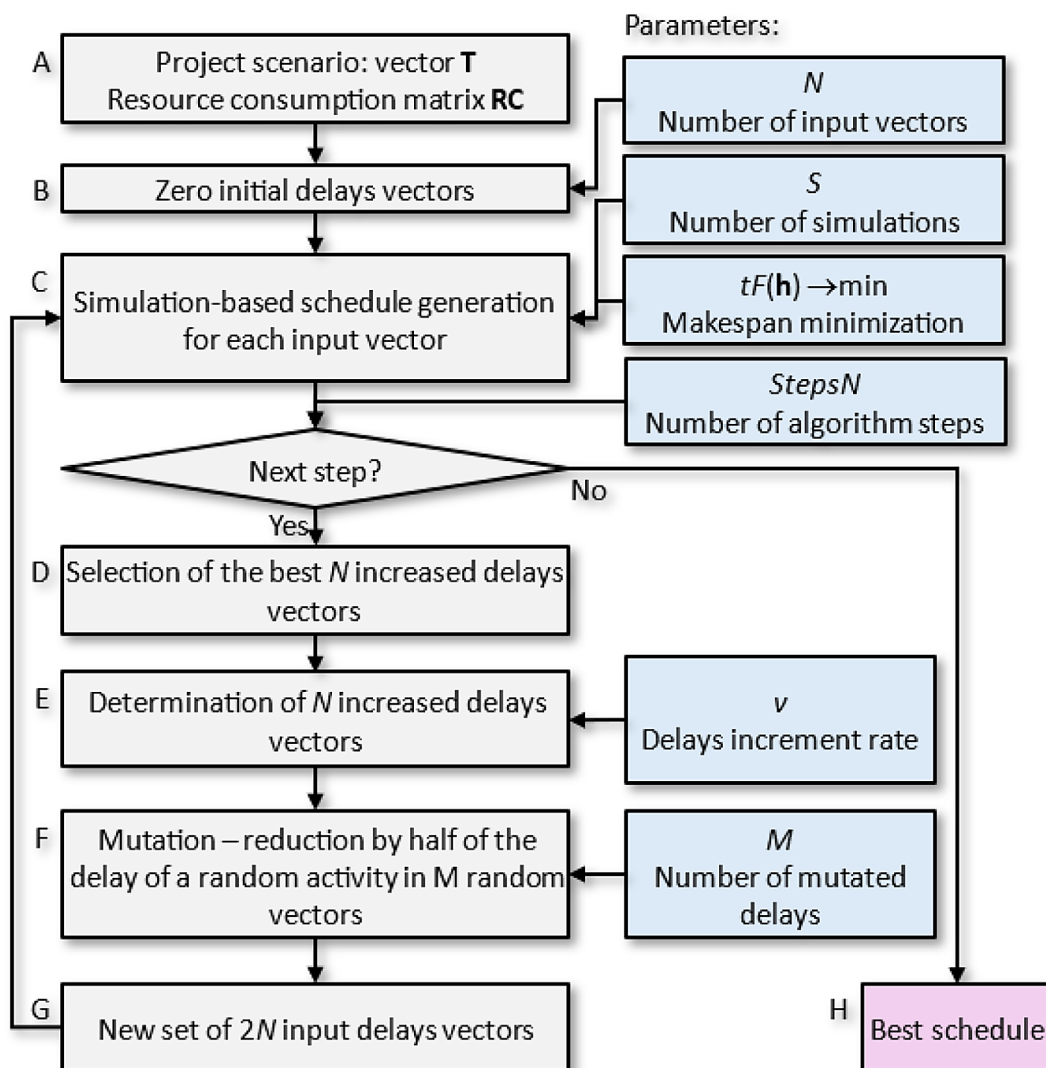 Parameters:
A
Project scenario: vector T
Resource consumption matrix RC
N
Number of input vectors
B
Zero initial delays vectors
S
Number of simulations
C
Simulation-based schedule generation
for each input vector
tF(h) →min
Makespan minimization
StepsN
Number of algorithm steps
Next step?
No
Yes
D
Selection of the best N increased delays
vectors
E
Determination of N increased delays
vectors
v
Delays increment rate
F
Mutation – reduction by half of the
delay of a random activity in M random
vectors
M
Number of mutated
delays
G
New set of 2N input delays vectors
H
Best schedule